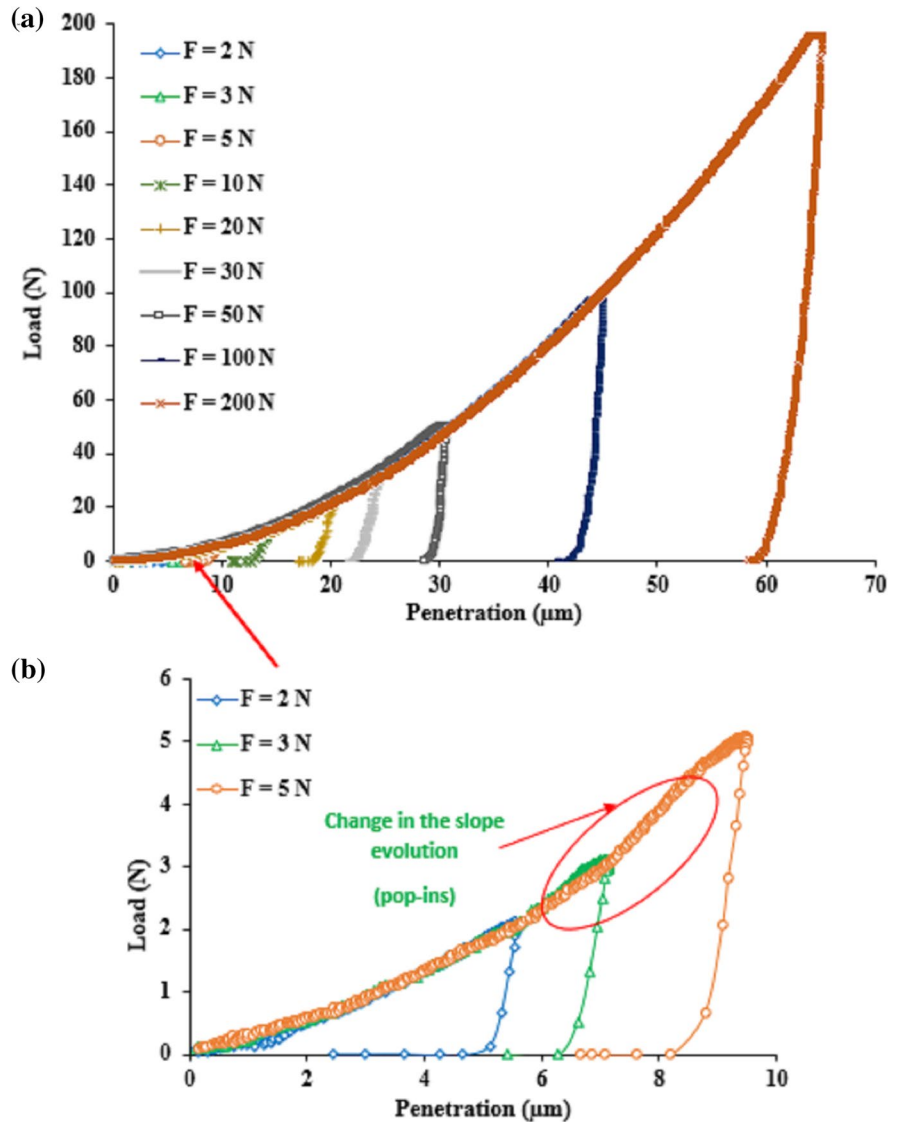 (a)
200
180
160
140
120
100
80
60
40
20
0
Load (N)
F = 2 N
F = 3 N
F = 5 N
F = 10 N
F = 20 N
F = 30 N
F = 50 N
F = 100 N
F = 200 N
0 10 20 30 40 50 60 70
Penetration (µm)
(b)
6
5
4
3
2
1
0
Load (N)
F = 2 N
F = 3 N
F = 5 N
Change in the slope
evolution
(pop-ins)
0 2 4 6 8 10
Penetration (µm)